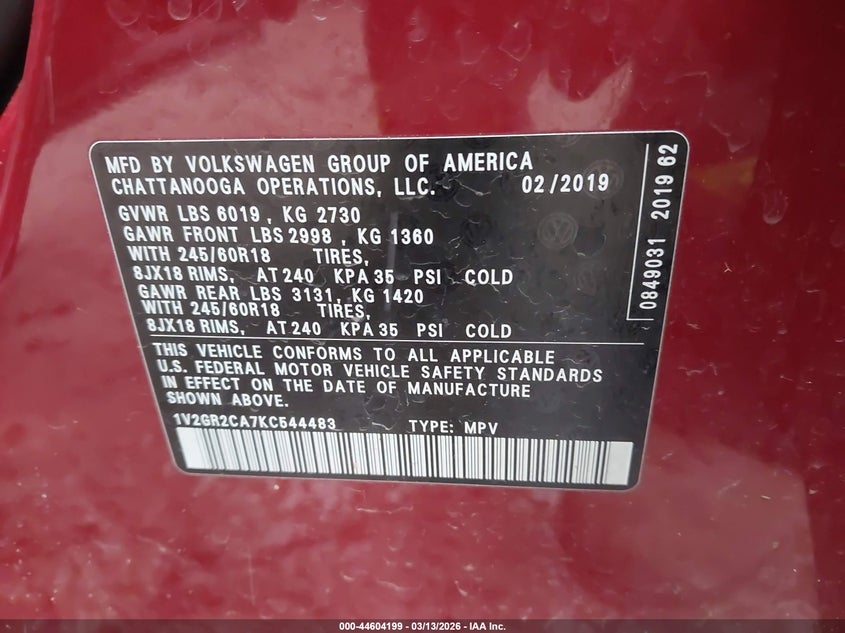 MFD BY VOLKSWAGEN GROUP OF AMERICA
CHATTANOOGA OPERATIONS, LLC. 02/2019
GVWR LBS 6019, KG 2730
GAWR FRONT LBS 2998, KG 1360
WITH 245/60R18 TIRES,
8JX18 RIMS, AT 240 KPA 35 PSI COLD
GAWR REAR LBS 3131, KG 1420
WITH 245/60R18 TIRES,
8JX18 RIMS, AT 240 KPA 35 PSI COLD
THIS VEHICLE CONFORMS TO ALL APPLICABLE
U.S. FEDERAL MOTOR VEHICLE SAFETY STANDARDS
IN EFFECT ON THE DATE OF MANUFACTURE
SHOWN ABOVE.
1V2GR2CA7KC544483 TYPE: MPV
0849031 2019 62
000-44604199 — 03/13/2026 — IAA Inc.